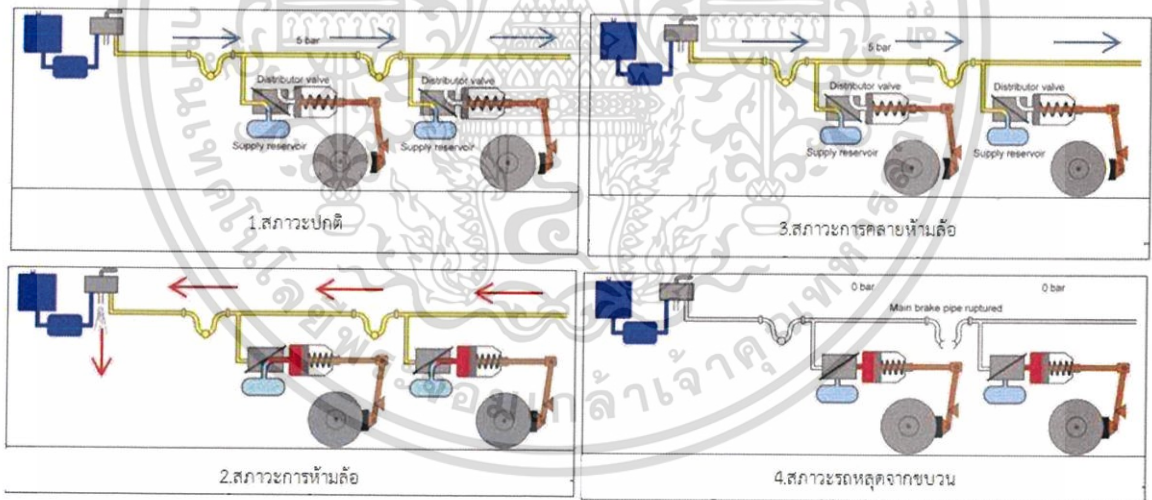 5 bar
Distributor valve
Distributor valve
Supply reservoir
Supply reservoir
1.สภาวะปกติ
5 bar
Distributor valve
Distributor valve
Supply reservoir
Supply reservoir
3.สภาวะการคลายห้ามล้อ
2.สภาวะการห้ามล้อ
0 bar
0 bar
Main brake pipe ruptured
4.สภาวะรถหลุดจากขบวน